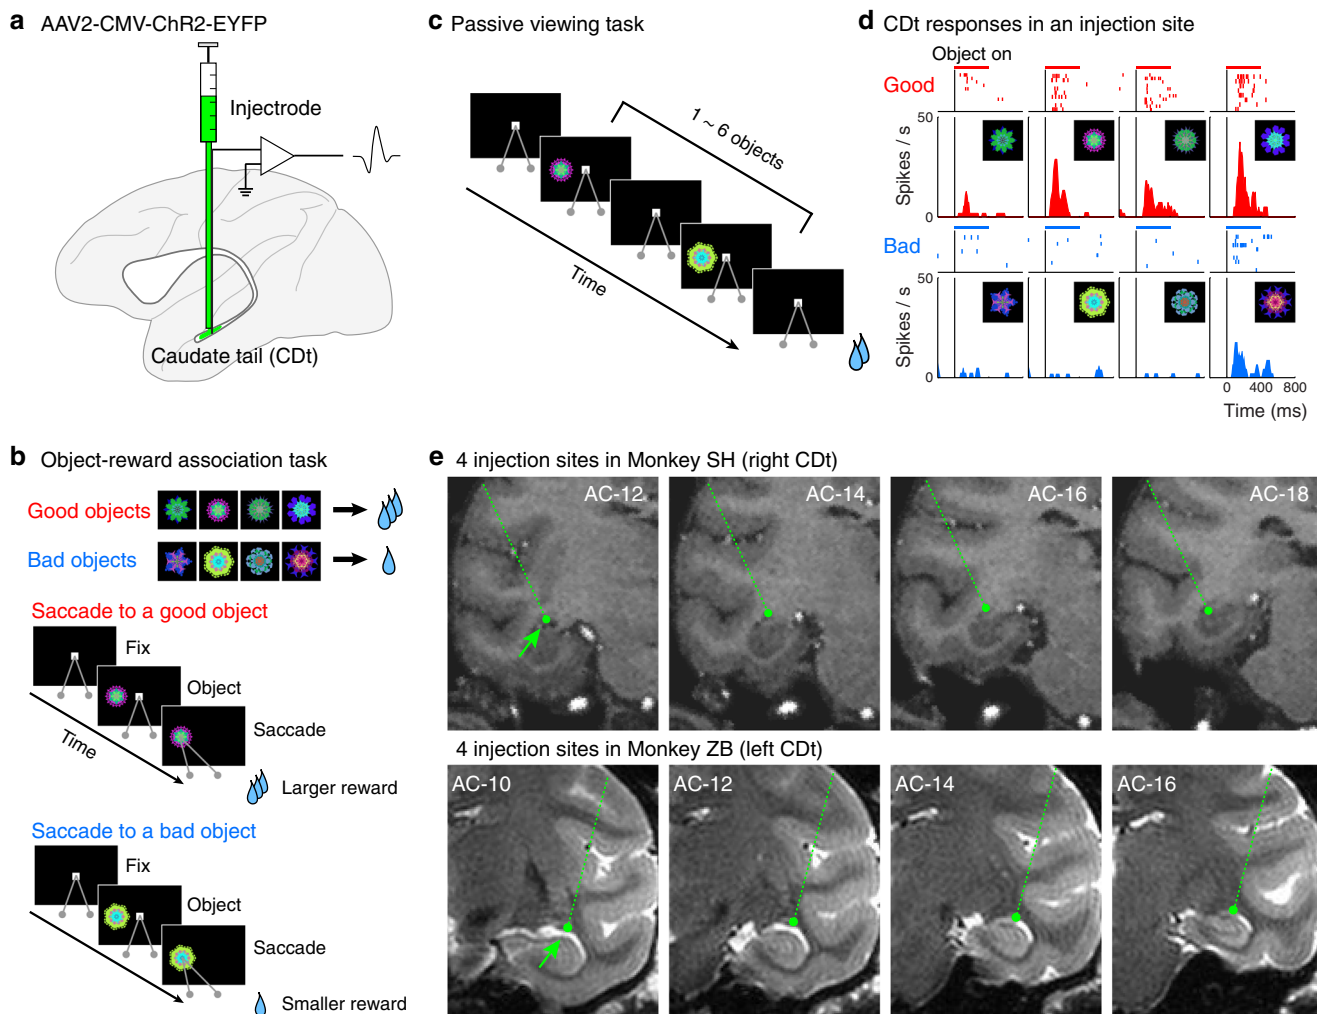 a AAV2-CMV-ChR2-EYFP
Injectrode
Caudate tail (CDt)
b Object-reward association task
Good objects
Bad objects
Saccade to a good object
Fix
Object
Saccade
Time
Larger reward
Saccade to a bad object
Fix
Object
Saccade
Smaller reward
c Passive viewing task
1 ~ 6 objects
Time
d CDt responses in an injection site
Object on
Good
50
Spikes / s
0
Bad
50
Spikes / s
0
0 400 800
Time (ms)
e 4 injection sites in Monkey SH (right CDt)
AC-12 AC-14 AC-16 AC-18
4 injection sites in Monkey ZB (left CDt)
AC-10 AC-12 AC-14 AC-16